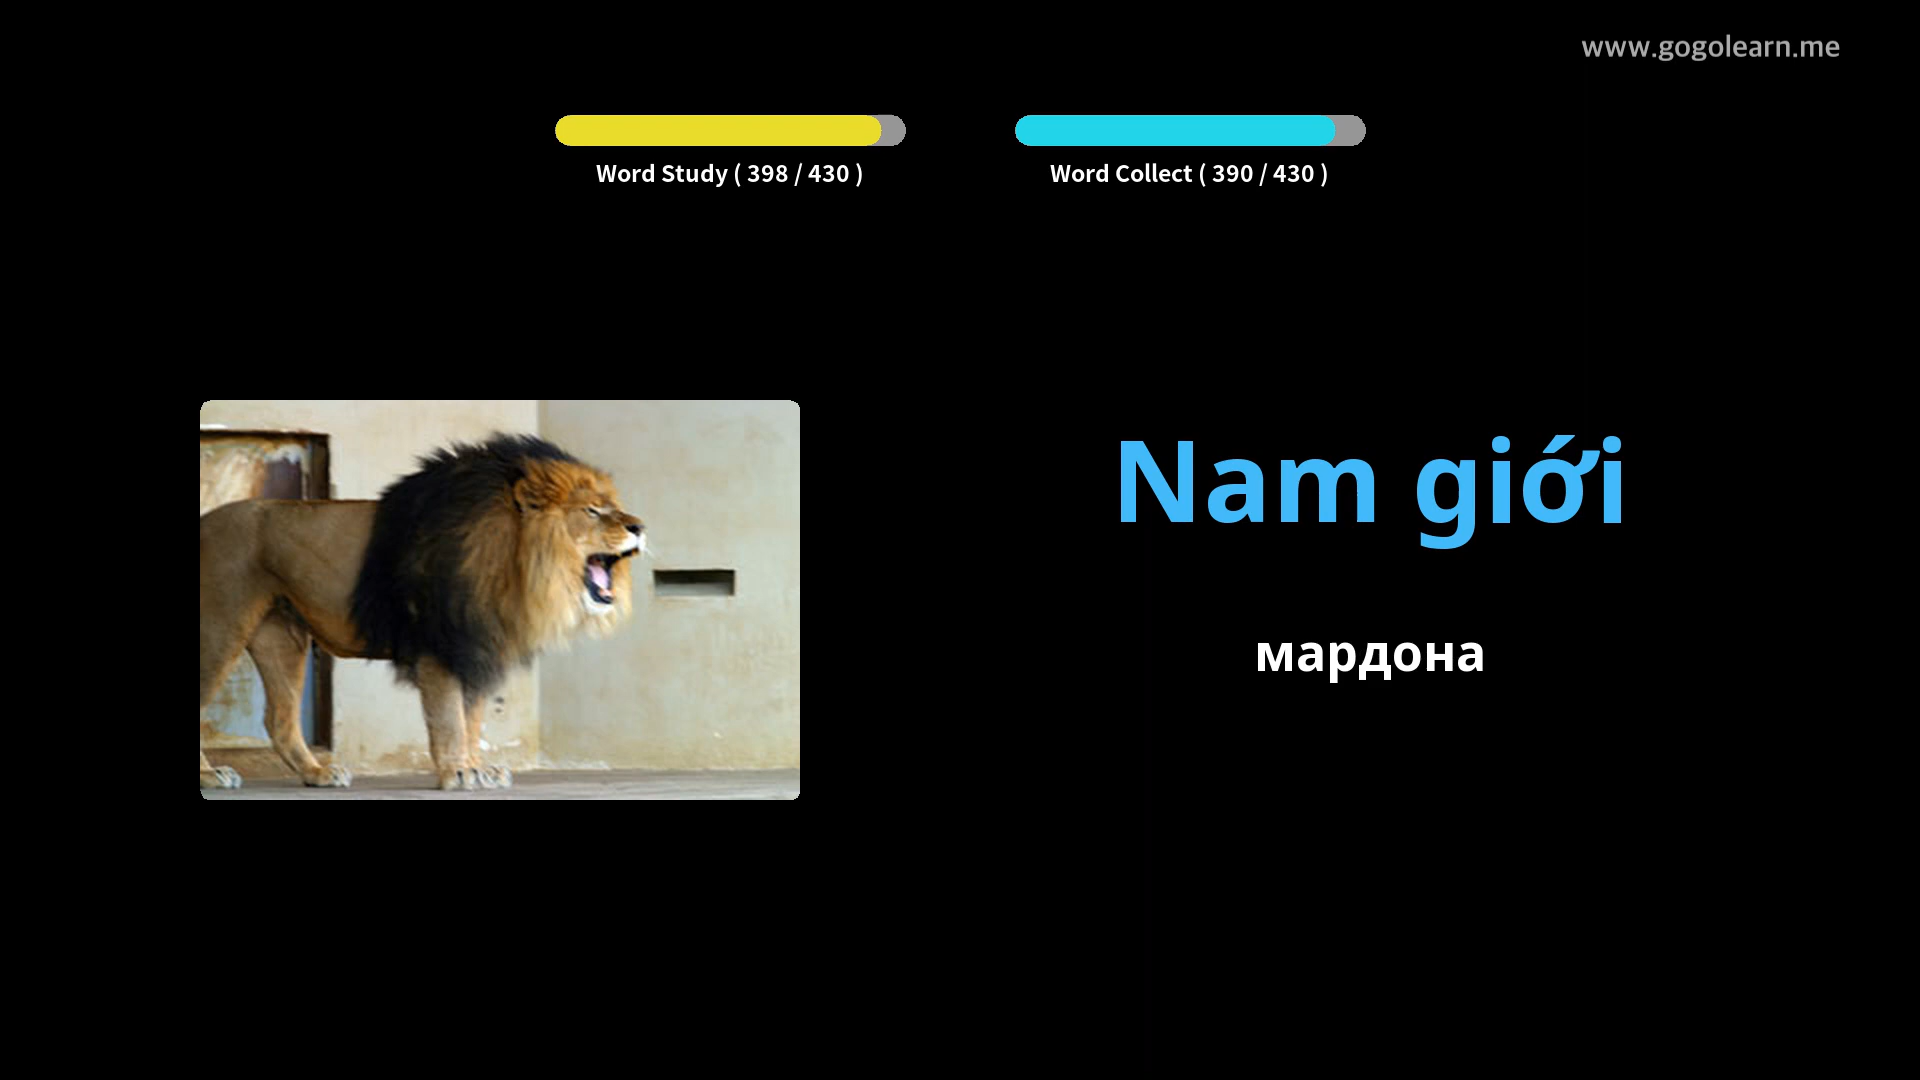 www.gogolearn.me
Word Study ( 398 / 430 )
Word Collect ( 390 / 430 )
Nam giới
мардона